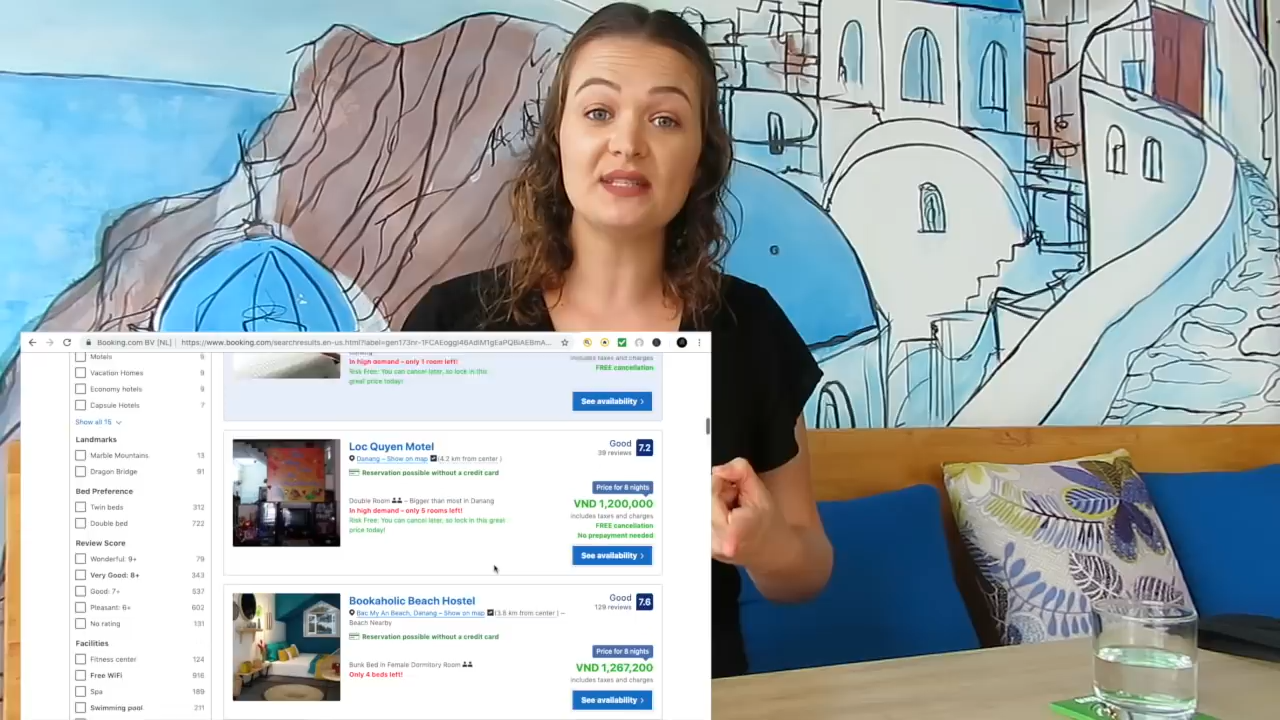 Booking.com BV [NL]
https://www.booking.com/searchresults.en-us.html?label=gen173nr-1FCAEoggI46AdIM1gEaPQBiAEBmA...
Motels 9
Vacation Homes 8
Economy hotels 8
Capsule Hotels 7
Show all 15
Landmarks
Marble Mountains 13
Dragon Bridge 91
Bed Preference
Twin beds 312
Double bed 722
Review Score
Wonderful: 9+ 79
Very Good: 8+ 343
Good: 7+ 537
Pleasant: 6+ 602
No rating 131
Facilities
Fitness center 124
Free WiFi 916
Spa 189
Swimming pool 211
In high demand – only 1 room left!
Risk Free: You can cancel later, so lock in this
great price today!
includes taxes and charges
FREE cancellation
See availability
Loc Quyen Motel
Danang – Show on map (4.2 km from center )
Reservation possible without a credit card
Double Room – Bigger than most in Danang
In high demand – only 5 rooms left!
Risk Free: You can cancel later, so lock in this great
price today!
Good 7.2
39 reviews
Price for 8 nights
VND 1,200,000
includes taxes and charges
FREE cancellation
No prepayment needed
See availability
Bookaholic Beach Hostel
Bac My An Beach, Danang – Show on map (3.8 km from center ) –
Beach Nearby
Reservation possible without a credit card
Bunk Bed in Female Dormitory Room
Only 4 beds left!
Good 7.6
129 reviews
Price for 8 nights
VND 1,267,200
includes taxes and charges
See availability